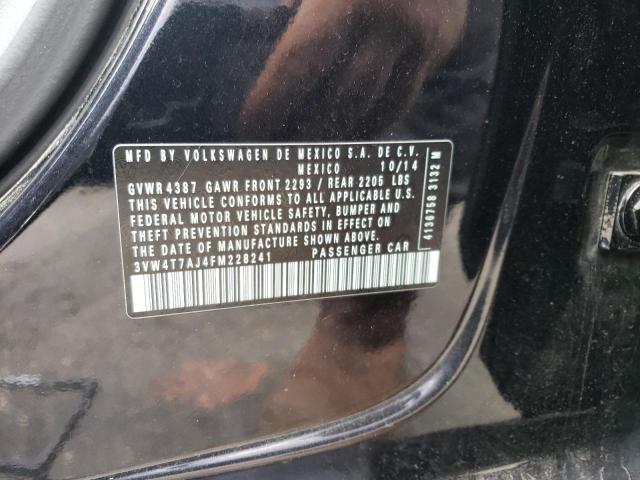 MFD BY VOLKSWAGEN DE MEXICO S.A. DE C.V.
MEXICO 10/14
GVWR 4387 GAWR FRONT 2293 / REAR 2205 LBS
THIS VEHICLE CONFORMS TO ALL APPLICABLE U.S.
FEDERAL MOTOR VEHICLE SAFETY, BUMPER AND
THEFT PREVENTION STANDARDS IN EFFECT ON
THE DATE OF MANUFACTURE SHOWN ABOVE.
3VW4T7AJ4FM228241 PASSENGER CAR
4130758 3132 M